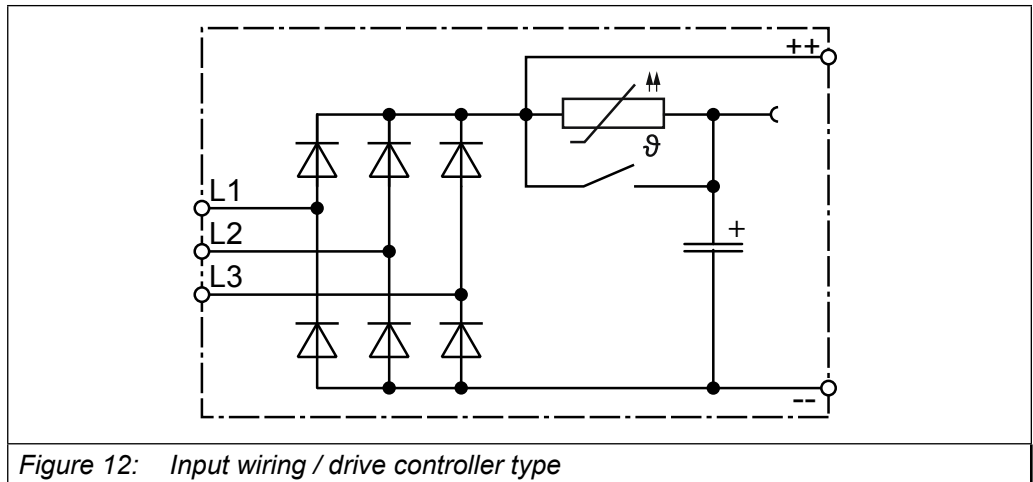 ++
ϑ
L1
L2
+
L3
--
Figure 12: Input wiring / drive controller type